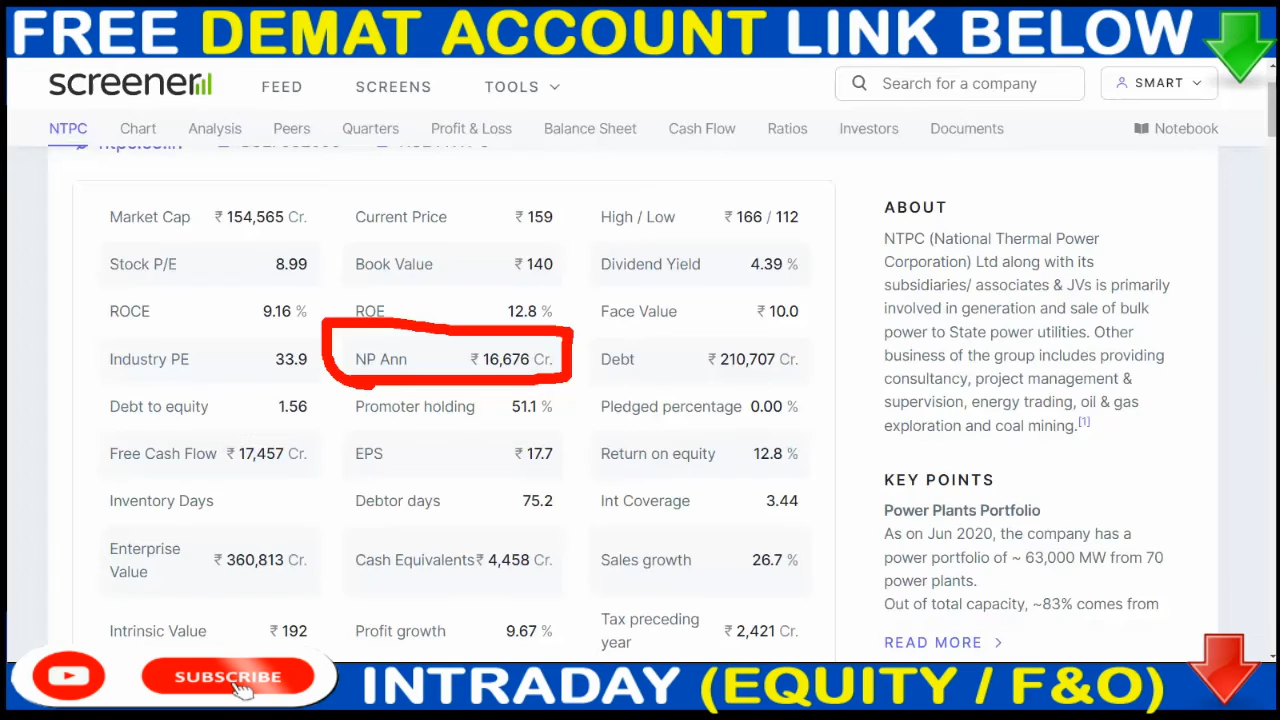 FREE DEMAT ACCOUNT LINK BELOW
screener FEED SCREENS TOOLS Search for a company SMART
NTPC Chart Analysis Peers Quarters Profit & Loss Balance Sheet Cash Flow Ratios Investors Documents Notebook
Market Cap ₹ 154,565 Cr. Current Price ₹ 159 High / Low ₹ 166 / 112
Stock P/E 8.99 Book Value ₹ 140 Dividend Yield 4.39 %
ROCE 9.16 % ROE 12.8 % Face Value ₹ 10.0
Industry PE 33.9 NP Ann ₹ 16,676 Cr. Debt ₹ 210,707 Cr.
Debt to equity 1.56 Promoter holding 51.1 % Pledged percentage 0.00 %
Free Cash Flow ₹ 17,457 Cr. EPS ₹ 17.7 Return on equity 12.8 %
Inventory Days Debtor days 75.2 Int Coverage 3.44
Enterprise Value ₹ 360,813 Cr. Cash Equivalents ₹ 4,458 Cr. Sales growth 26.7 %
Intrinsic Value ₹ 192 Profit growth 9.67 % Tax preceding year ₹ 2,421 Cr.
ABOUT
NTPC (National Thermal Power
Corporation) Ltd along with its
subsidiaries/ associates & JVs is primarily
involved in generation and sale of bulk
power to State power utilities. Other
business of the group includes providing
consultancy, project management &
supervision, energy trading, oil & gas
exploration and coal mining.[1]
KEY POINTS
Power Plants Portfolio
As on Jun 2020, the company has a
power portfolio of ~ 63,000 MW from 70
power plants.
Out of total capacity, ~83% comes from
READ MORE
SUBSCRIBE
INTRADAY (EQUITY / F&O)